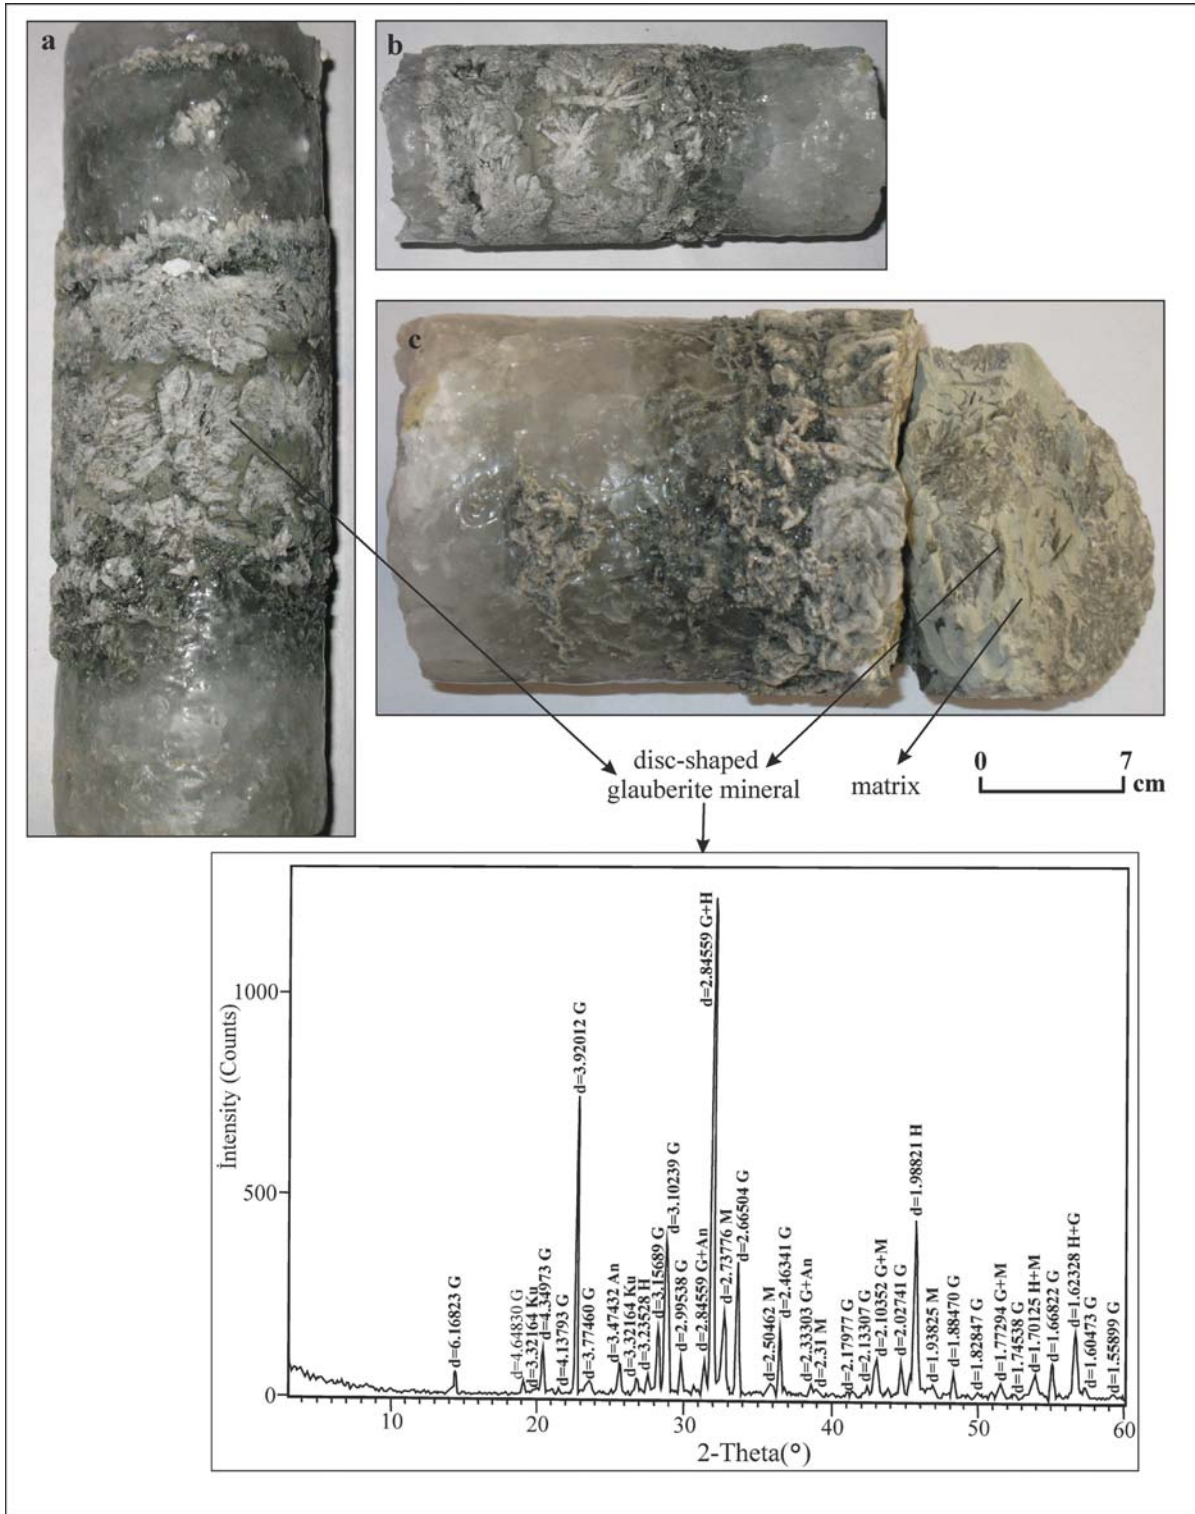 a
b
c
disc-shaped
glauberite mineral
matrix
0 7
cm
İntensity (Counts)
1000
500
0
d=6.16823 G
d=4.64830 G
d=3.32164 Ku
d=4.34973 G
d=4.13793 G
d=3.92012 G
d=3.77460 G
d=3.47432 An
d=3.32164 Ku
d=3.23528 H
d=3.15689 G
d=3.10239 G
d=2.99538 G
d=2.84559 G+An
d=2.84559 G+H
d=2.73776 M
d=2.66504 G
d=2.50462 M
d=2.46341 G
d=2.33303 G+An
d=2.31 M
d=2.17977 G
d=2.13307 G
d=2.10352 G+M
d=2.02741 G
d=1.98821 H
d=1.93825 M
d=1.88470 G
d=1.82847 G
d=1.77294 G+M
d=1.74538 G
d=1.70125 H+M
d=1.66822 G
d=1.62328 H+G
d=1.60473 G
d=1.55899 G
10 20 30 40 50 60
2-Theta(°)